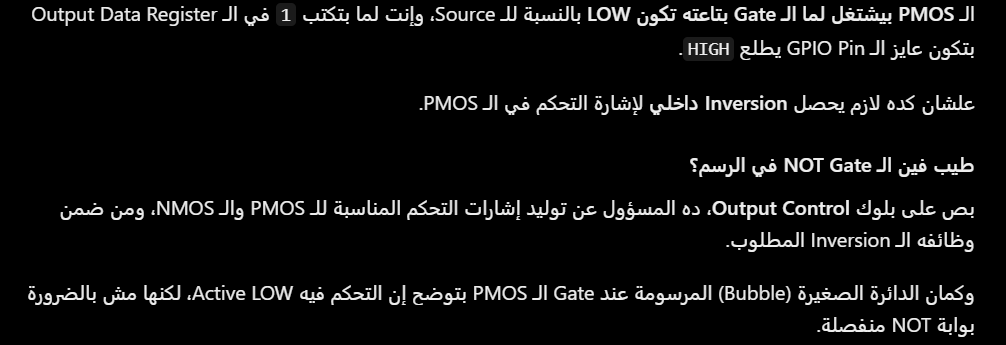 الـ PMOS بيشتغل لما الـ Gate بتاعته تكون LOW بالنسبة للـ Source، وإنت لما بتكتب 1 في الـ Output Data Register
بتكون عايز الـ GPIO Pin يطلع HIGH.
علشان كده لازم يحصل Inversion داخلي لإشارة التحكم في الـ PMOS.
طيب فين الـ NOT Gate في الرسم؟
بص على بلوك Output Control، ده المسؤول عن توليد إشارات التحكم المناسبة للـ PMOS والـ NMOS، ومن ضمن
وظائفه الـ Inversion المطلوب.
وكمان الدائرة الصغيرة (Bubble) المرسومة عند Gate الـ PMOS بتوضح إن التحكم فيه Active LOW، لكنها مش بالضرورة
بوابة NOT منفصلة.